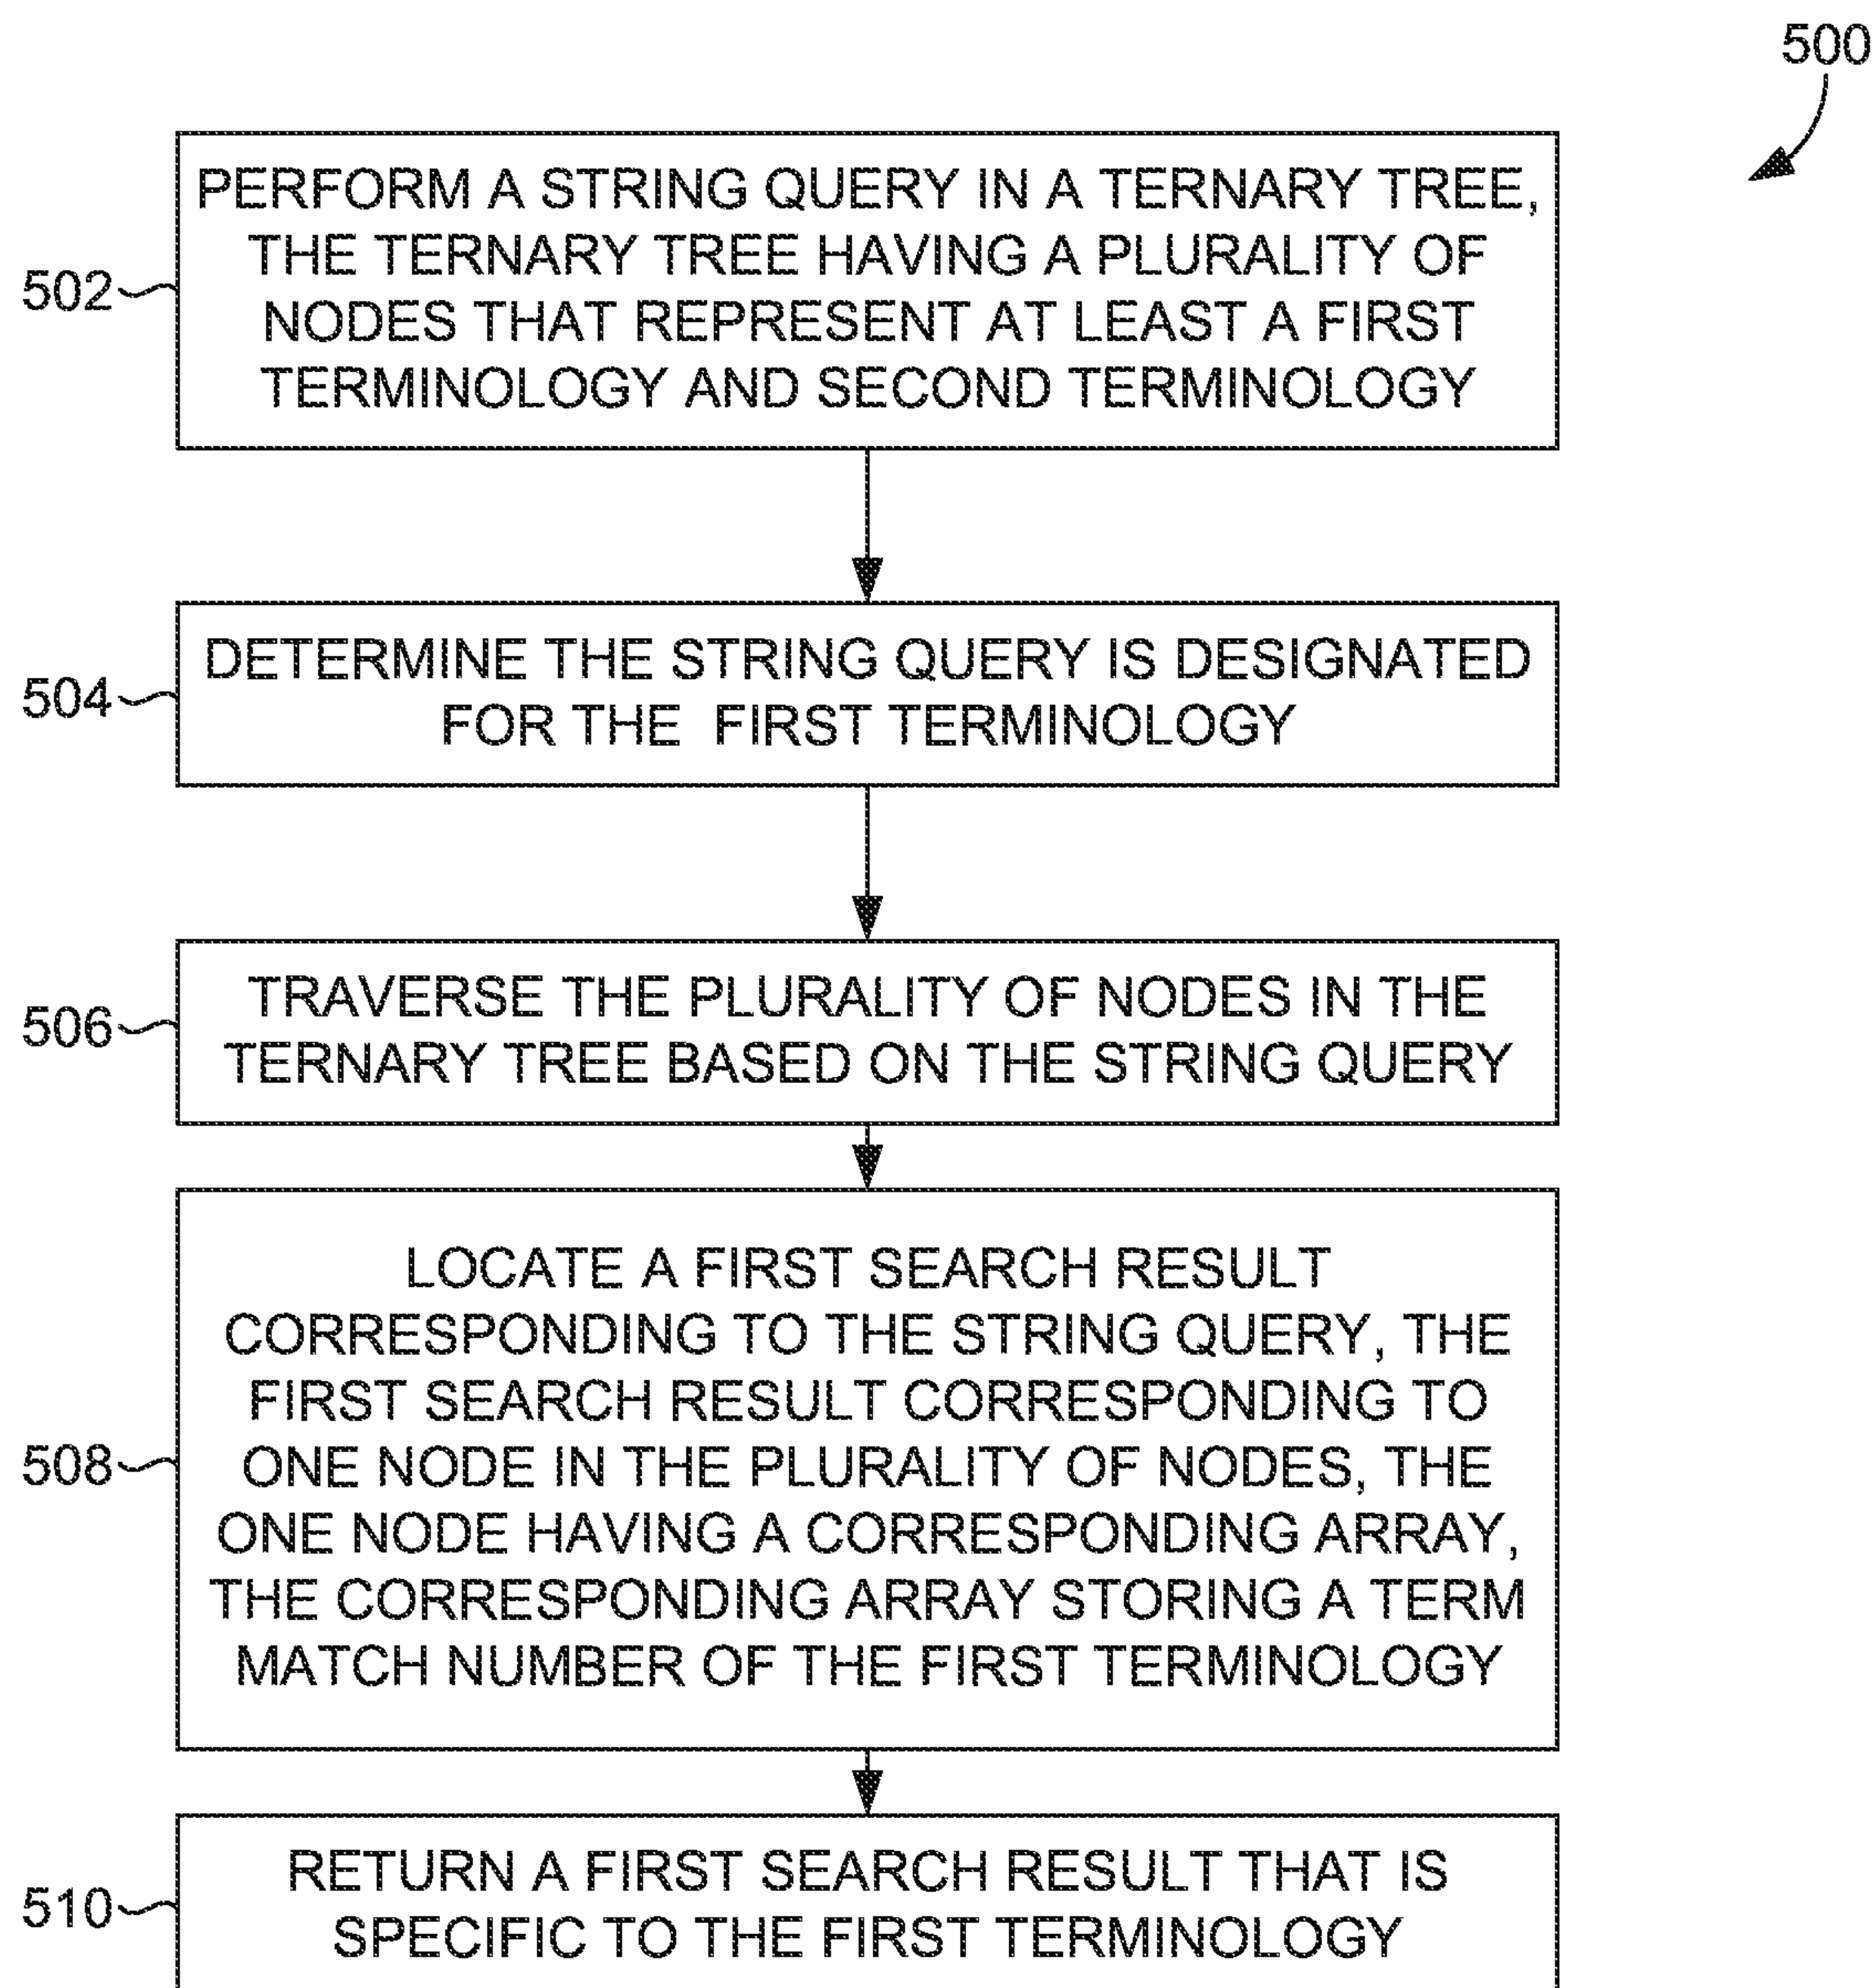 500
502
PERFORM A STRING QUERY IN A TERNARY TREE,
THE TERNARY TREE HAVING A PLURALITY OF
NODES THAT REPRESENT AT LEAST A FIRST
TERMINOLOGY AND SECOND TERMINOLOGY
504
DETERMINE THE STRING QUERY IS DESIGNATED
FOR THE FIRST TERMINOLOGY
506
TRAVERSE THE PLURALITY OF NODES IN THE
TERNARY TREE BASED ON THE STRING QUERY
508
LOCATE A FIRST SEARCH RESULT
CORRESPONDING TO THE STRING QUERY, THE
FIRST SEARCH RESULT CORRESPONDING TO
ONE NODE IN THE PLURALITY OF NODES, THE
ONE NODE HAVING A CORRESPONDING ARRAY,
THE CORRESPONDING ARRAY STORING A TERM
MATCH NUMBER OF THE FIRST TERMINOLOGY
510
RETURN A FIRST SEARCH RESULT THAT IS
SPECIFIC TO THE FIRST TERMINOLOGY